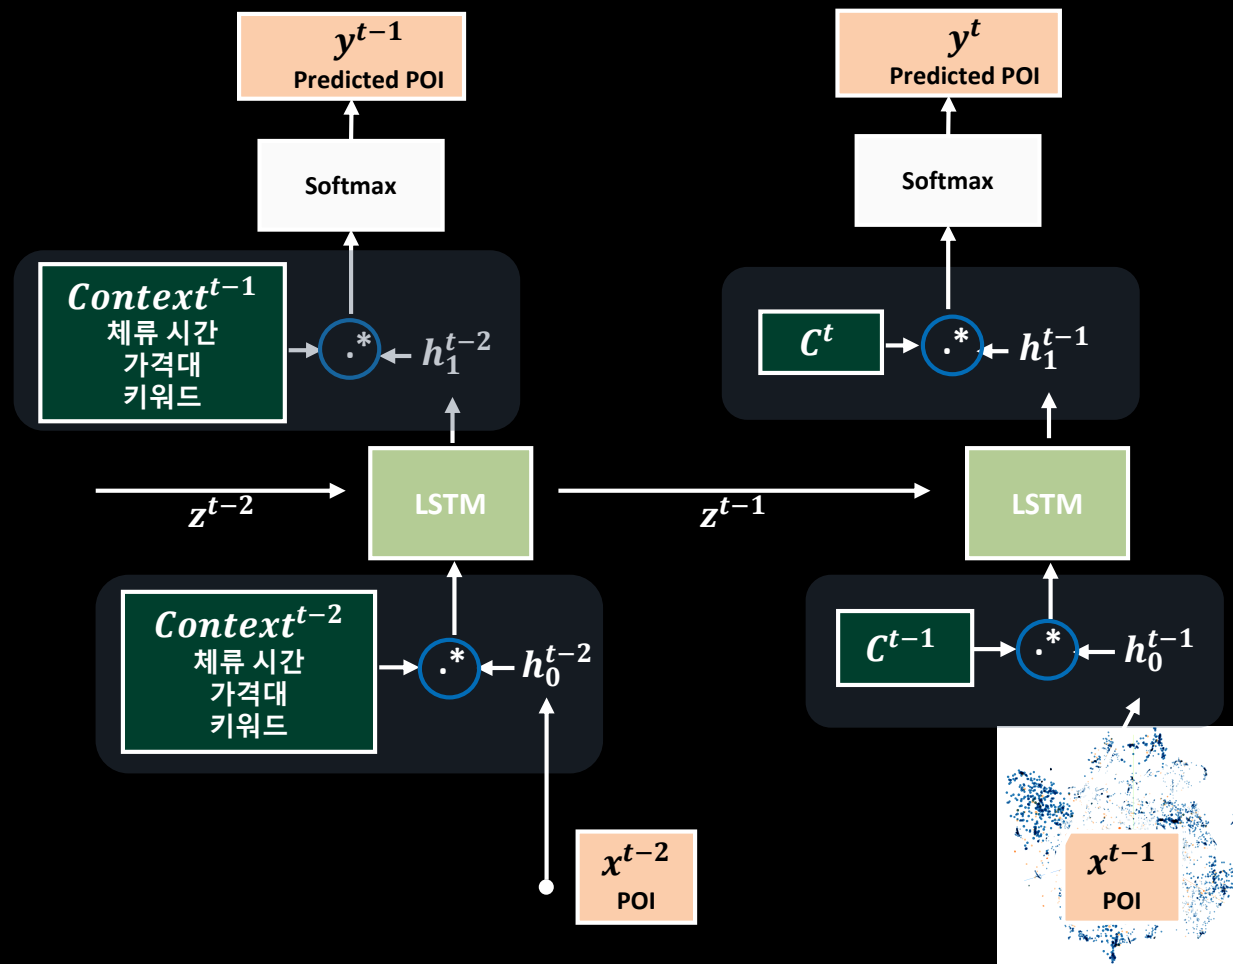 y^{t-1}
Predicted POI
y^t
Predicted POI
Softmax
Softmax
Context^{t-1}
체류 시간
가격대
키워드
.*
h_1^{t-2}
C^t
.*
h_1^{t-1}
LSTM
LSTM
z^{t-2}
z^{t-1}
Context^{t-2}
체류 시간
가격대
키워드
.*
h_0^{t-2}
C^{t-1}
.*
h_0^{t-1}
x^{t-2}
POI
x^{t-1}
POI